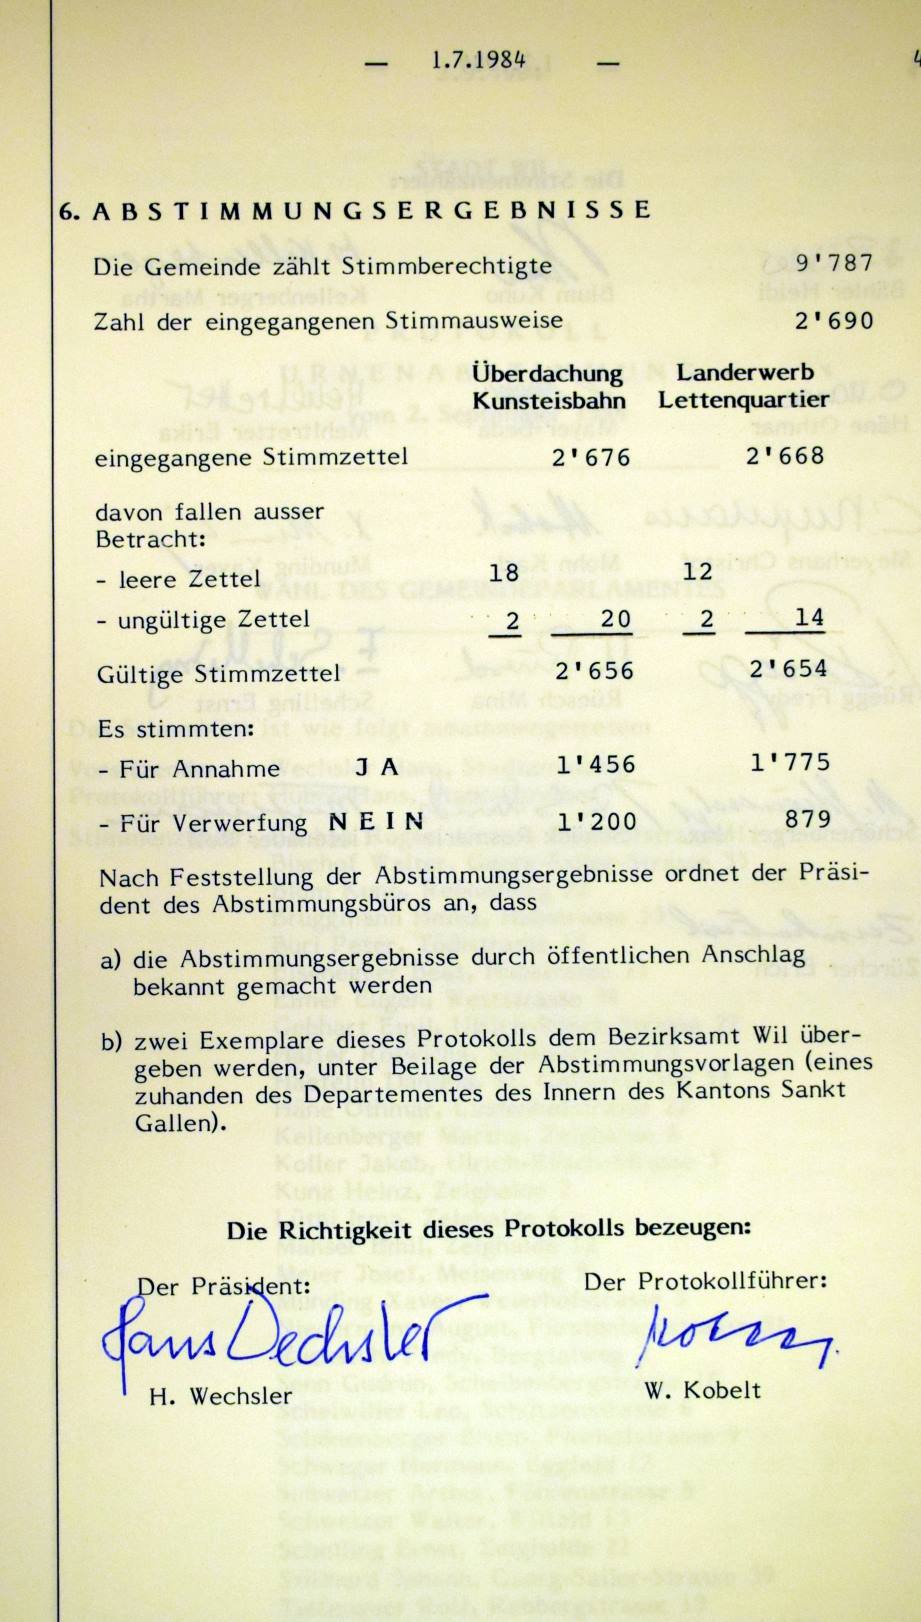 — 1.7.1984 — 4
6. ABSTIMMUNGSERGEBNISSE
Die Gemeinde zählt Stimmberechtigte 9'787
Zahl der eingegangenen Stimmausweise 2'690
Überdachung Landerwerb
Kunsteisbahn Lettenquartier
eingegangene Stimmzettel 2'676 2'668
davon fallen ausser
Betracht:
- leere Zettel 18 12
- ungültige Zettel 2 20 2 14
Gültige Stimmzettel 2'656 2'654
Es stimmten:
- Für Annahme JA 1'456 1'775
- Für Verwerfung NEIN 1'200 879
Nach Feststellung der Abstimmungsergebnisse ordnet der Präsi-
dent des Abstimmungsbüros an, dass
a) die Abstimmungsergebnisse durch öffentlichen Anschlag
bekannt gemacht werden
b) zwei Exemplare dieses Protokolls dem Bezirksamt Wil über-
geben werden, unter Beilage der Abstimmungsvorlagen (eines
zuhanden des Departementes des Innern des Kantons Sankt
Gallen).
Die Richtigkeit dieses Protokolls bezeugen:
Der Präsident: Der Protokollführer:
Hans Wechsler Kobelt
H. Wechsler W. Kobelt